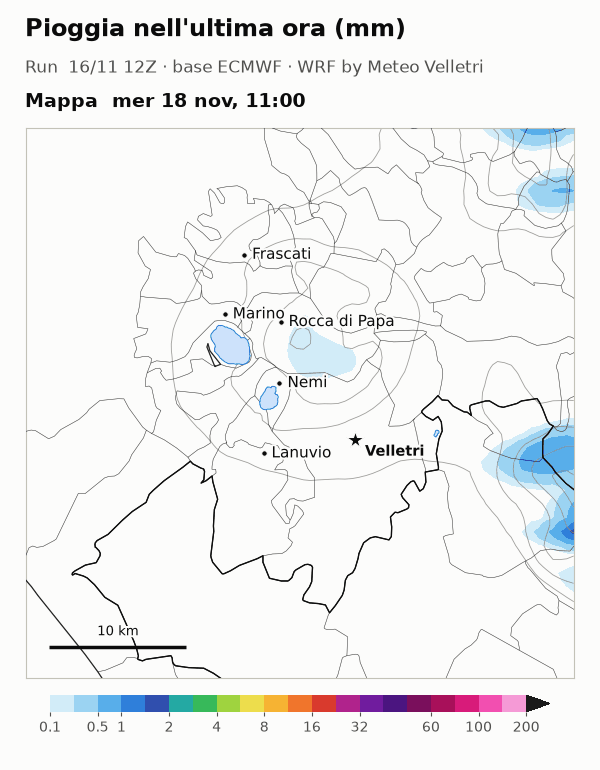 Pioggia nell'ultima ora (mm)
Run  16/11 12Z · base ECMWF · WRF by Meteo Velletri
Mappa  mer 18 nov, 11:00
Frascati
Marino
Rocca di Papa
Nemi
Velletri
Lanuvio
10 km
0.1 0.5 1 2 4 8 16 32 60 100 200